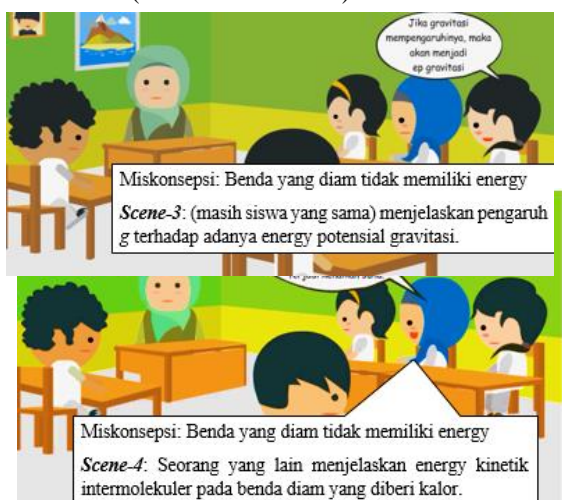 Jika gravitasi
mempengaruhinya, maka
akan menjadi
ep gravitasi
Miskonsepsi: Benda yang diam tidak memiliki energy
Scene-3: (masih siswa yang sama) menjelaskan pengaruh
g terhadap adanya energy potensial gravitasi.
Miskonsepsi: Benda yang diam tidak memiliki energy
Scene-4: Seorang yang lain menjelaskan energy kinetik
intermolekuler pada benda diam yang diberi kalor.